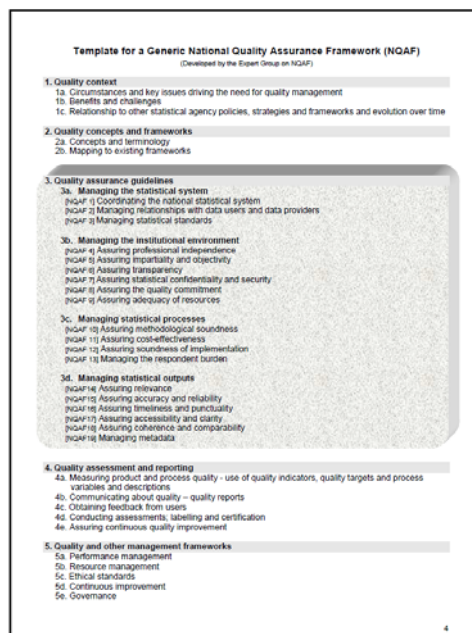 Template for a Generic National Quality Assurance Framework (NQAF)
(Developed by the Expert Group on NQAF)
1. Quality context
1a. Circumstances and key issues driving the need for quality management
1b. Benefits and challenges
1c. Relationship to other statistical agency policies, strategies and frameworks and evolution over time
2. Quality concepts and frameworks
2a. Concepts and terminology
2b. Mapping to existing frameworks
3. Quality assurance guidelines
3a. Managing the statistical system
[NQAF 1] Coordinating the national statistical system
[NQAF 2] Managing relationships with data users and data providers
[NQAF 3] Managing statistical standards
3b. Managing the institutional environment
[NQAF 4] Assuring professional independence
[NQAF 5] Assuring impartiality and objectivity
[NQAF 6] Assuring transparency
[NQAF 7] Assuring statistical confidentiality and security
[NQAF 8] Assuring the quality commitment
[NQAF 9] Assuring adequacy of resources
3c. Managing statistical processes
[NQAF 10] Assuring methodological soundness
[NQAF 11] Assuring cost-effectiveness
[NQAF 12] Assuring soundness of implementation
[NQAF 13] Managing the respondent burden
3d. Managing statistical outputs
[NQAF14] Assuring relevance
[NQAF15] Assuring accuracy and reliability
[NQAF16] Assuring timeliness and punctuality
[NQAF17] Assuring accessibility and clarity
[NQAF18] Assuring coherence and comparability
[NQAF19] Managing metadata
4. Quality assessment and reporting
4a. Measuring product and process quality - use of quality indicators, quality targets and process
variables and descriptions
4b. Communicating about quality – quality reports
4c. Obtaining feedback from users
4d. Conducting assessments; labelling and certification
4e. Assuring continuous quality improvement
5. Quality and other management frameworks
5a. Performance management
5b. Resource management
5c. Ethical standards
5d. Continuous improvement
5e. Governance
4